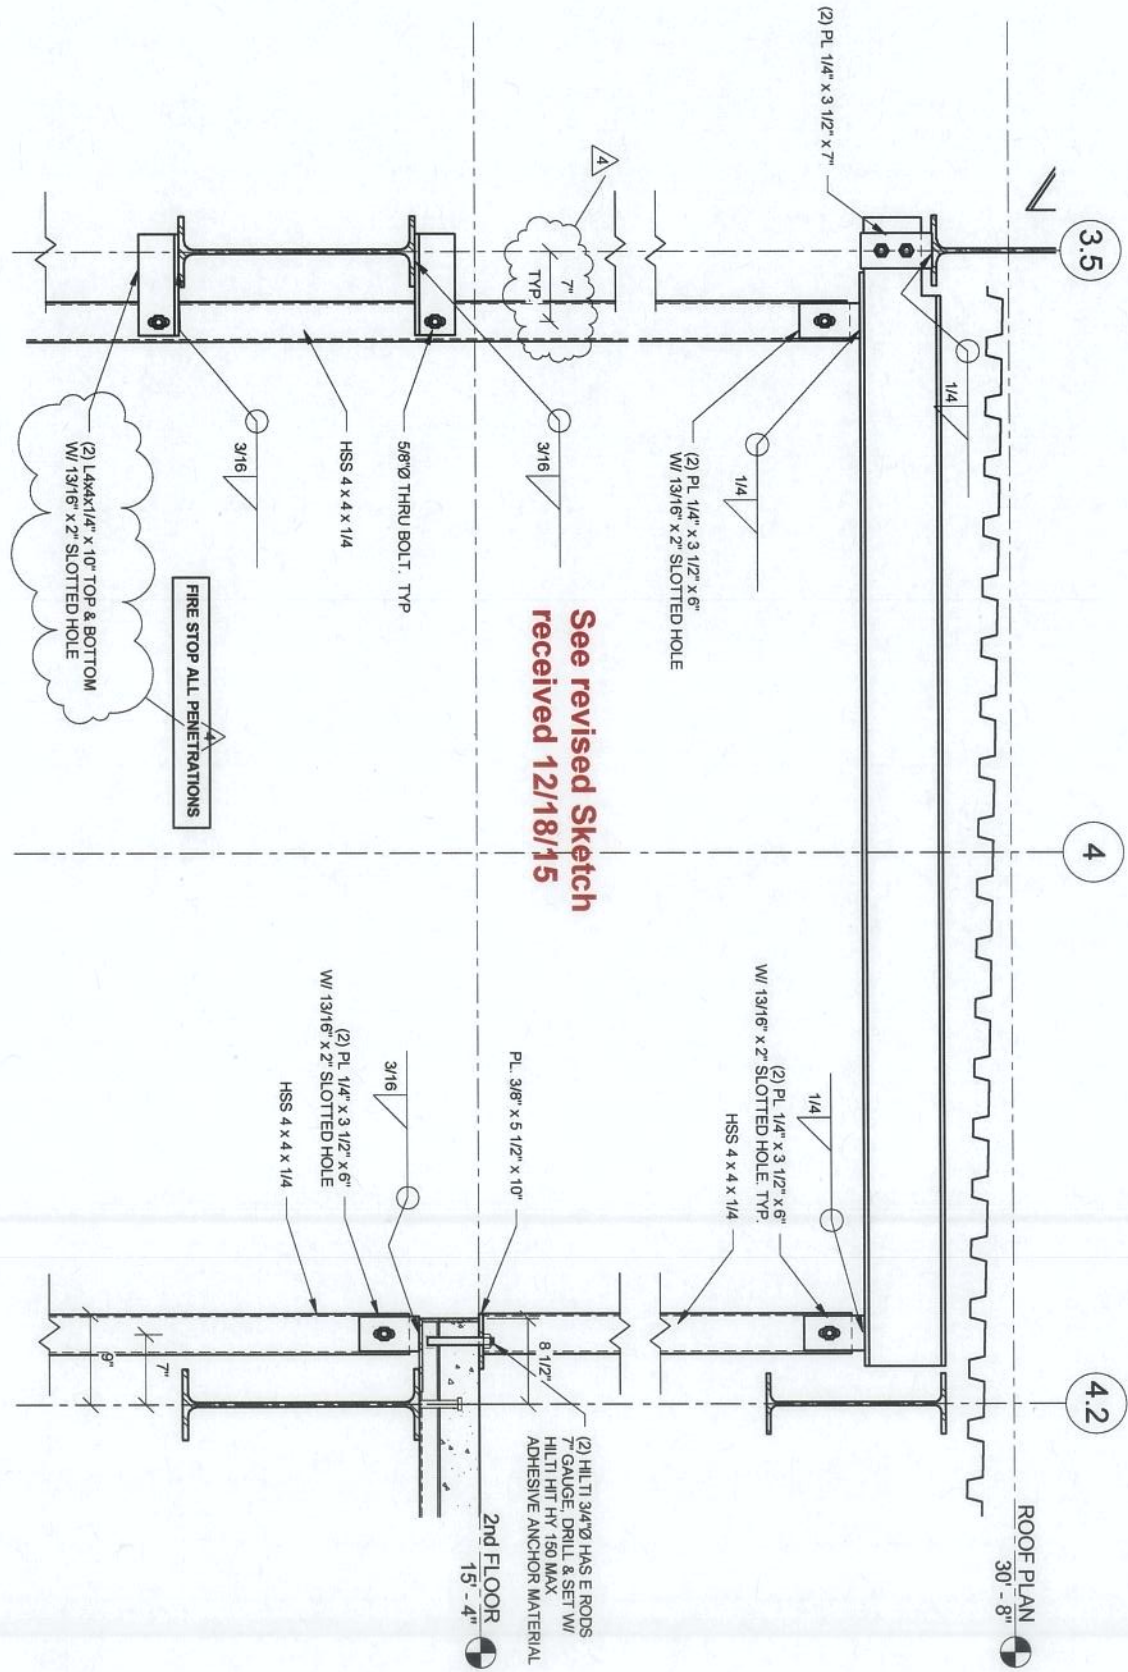 3.5
4
4.2
ROOF PLAN
30' - 8"
(2) PL 1/4" x 3 1/2" x 7"
1/4
1/4
(2) PL 1/4" x 3 1/2" x 6"
W/ 13/16" x 2" SLOTTED HOLE
1/4
(2) PL 1/4" x 3 1/2" x 6"
W/ 13/16" x 2" SLOTTED HOLE. TYP.
HSS 4 x 4 x 1/4
4
7"
TYP.
See revised Sketch
received 12/18/15
3/16
5/8"Ø THRU BOLT. TYP
HSS 4 x 4 x 1/4
3/16
(2) L4x4x1/4" x 10" TOP & BOTTOM
W/ 13/16" x 2" SLOTTED HOLE
4
FIRE STOP ALL PENETRATIONS
8 1/2"
(2) HILTI 3/4"Ø HAS E RODS
7" GAUGE, DRILL & SET W/
HILTI HIT HY 150 MAX
ADHESIVE ANCHOR MATERIAL
2nd FLOOR
15' - 4"
PL. 3/8" x 5 1/2" x 10"
3/16
(2) PL 1/4" x 3 1/2" x 6"
W/ 13/16" x 2" SLOTTED HOLE
HSS 4 x 4 x 1/4
7"
9"